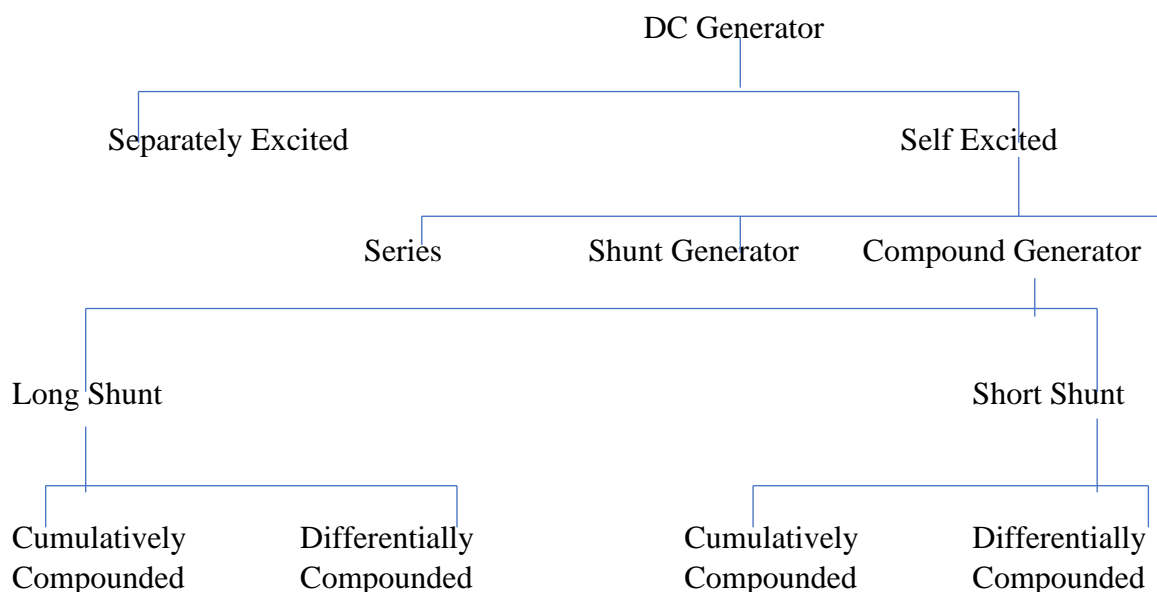 DC Generator
Separately Excited
Self Excited
Series
Shunt Generator
Compound Generator
Long Shunt
Short Shunt
Cumulatively
Compounded
Differentially
Compounded
Cumulatively
Compounded
Differentially
Compounded